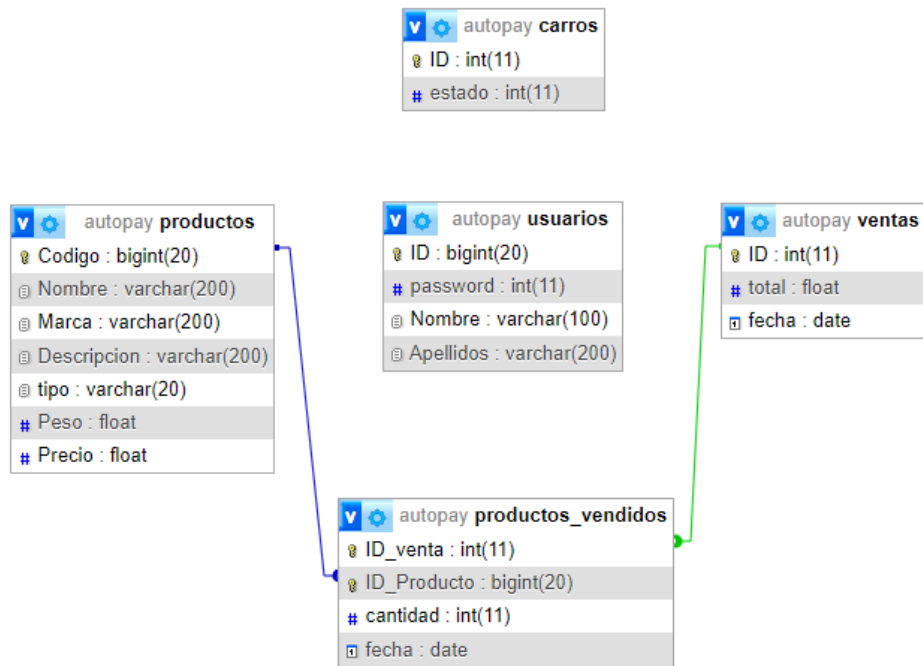 autopay carros
ID : int(11)
estado : int(11)
autopay productos
Codigo : bigint(20)
Nombre : varchar(200)
Marca : varchar(200)
Descripcion : varchar(200)
tipo : varchar(20)
Peso : float
Precio : float
autopay usuarios
ID : bigint(20)
password : int(11)
Nombre : varchar(100)
Apellidos : varchar(200)
autopay ventas
ID : int(11)
total : float
fecha : date
autopay productos_vendidos
ID_venta : int(11)
ID_Producto : bigint(20)
cantidad : int(11)
fecha : date